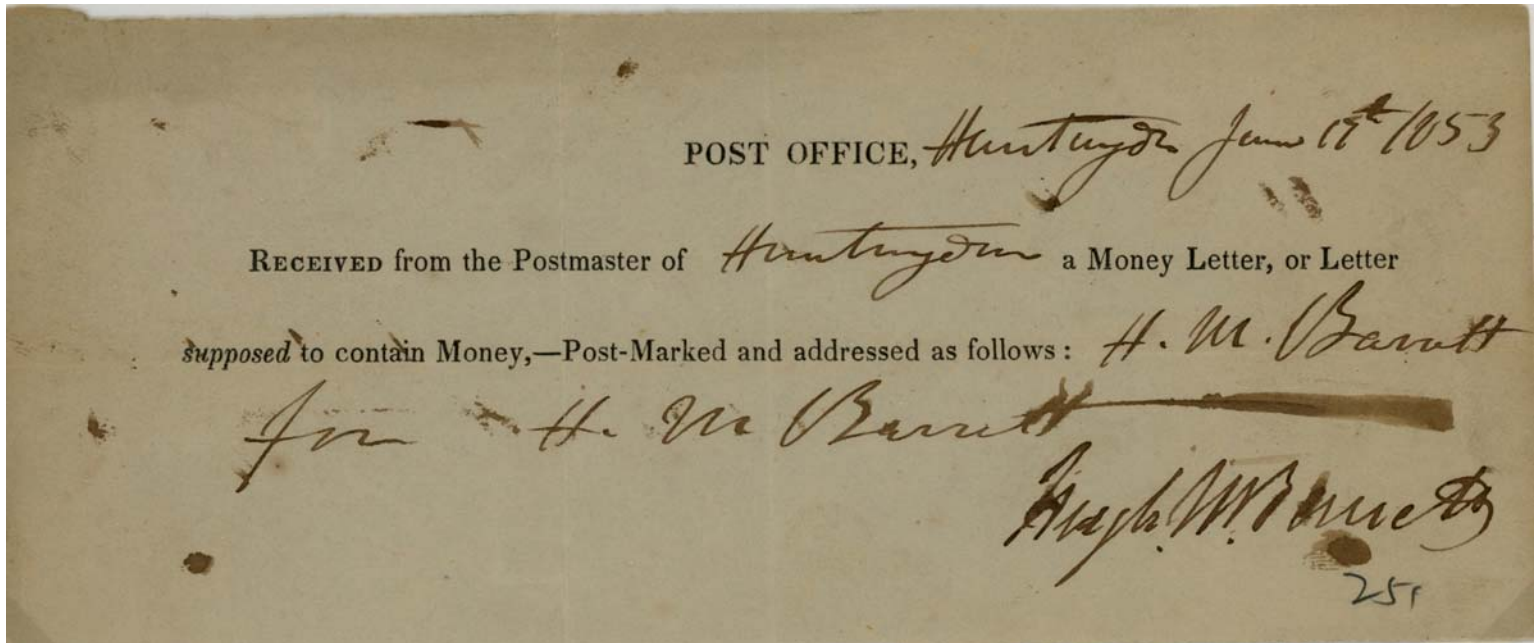 POST OFFICE, Huntingdon June 17th 1853
RECEIVED from the Postmaster of Huntingdon a Money Letter, or Letter
supposed to contain Money,—Post-Marked and addressed as follows: H. M. Barrett
for H. M Barrett
Hugh. M. Barrett
251